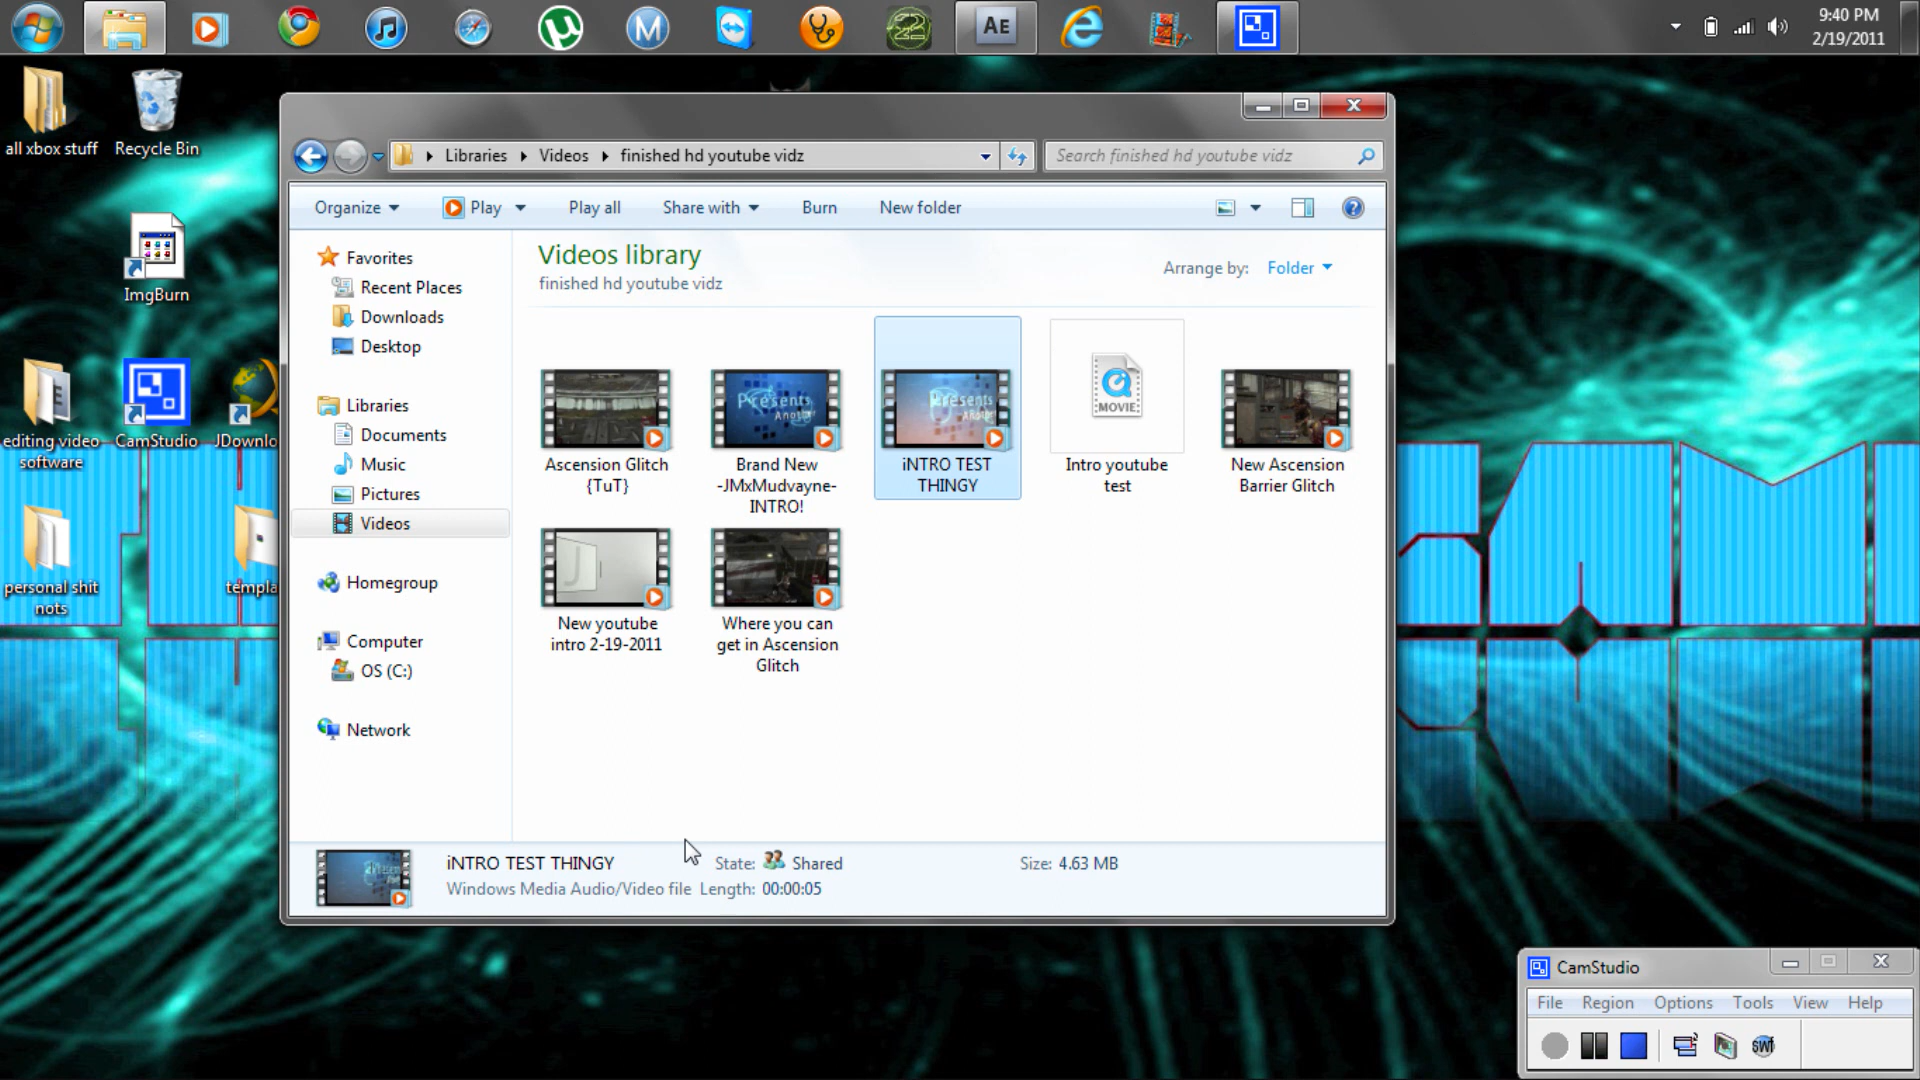 9:40 PM
2/19/2011
AE
all xbox stuff
Recycle Bin
ImgBurn
editing video
software
CamStudio
JDownlo
personal shit
nots
templa
Libraries
Videos
finished hd youtube vidz
Search finished hd youtube vidz
Organize
Play
Play all
Share with
Burn
New folder
Favorites
Recent Places
Downloads
Desktop
Libraries
Documents
Music
Pictures
Videos
Homegroup
Computer
OS (C:)
Network
Videos library
finished hd youtube vidz
Arrange by:
Folder
Presents
Another
Presents
MOVIE
Ascension Glitch
{TuT}
Brand New
-JMxMudvayne-
INTRO!
iNTRO TEST
THINGY
Intro youtube
test
New Ascension
Barrier Glitch
J
New youtube
intro 2-19-2011
Where you can
get in Ascension
Glitch
iNTRO TEST THINGY
State:
Shared
Size: 4.63 MB
Windows Media Audio/Video file
Length: 00:00:05
CamStudio
File
Region
Options
Tools
View
Help
swf